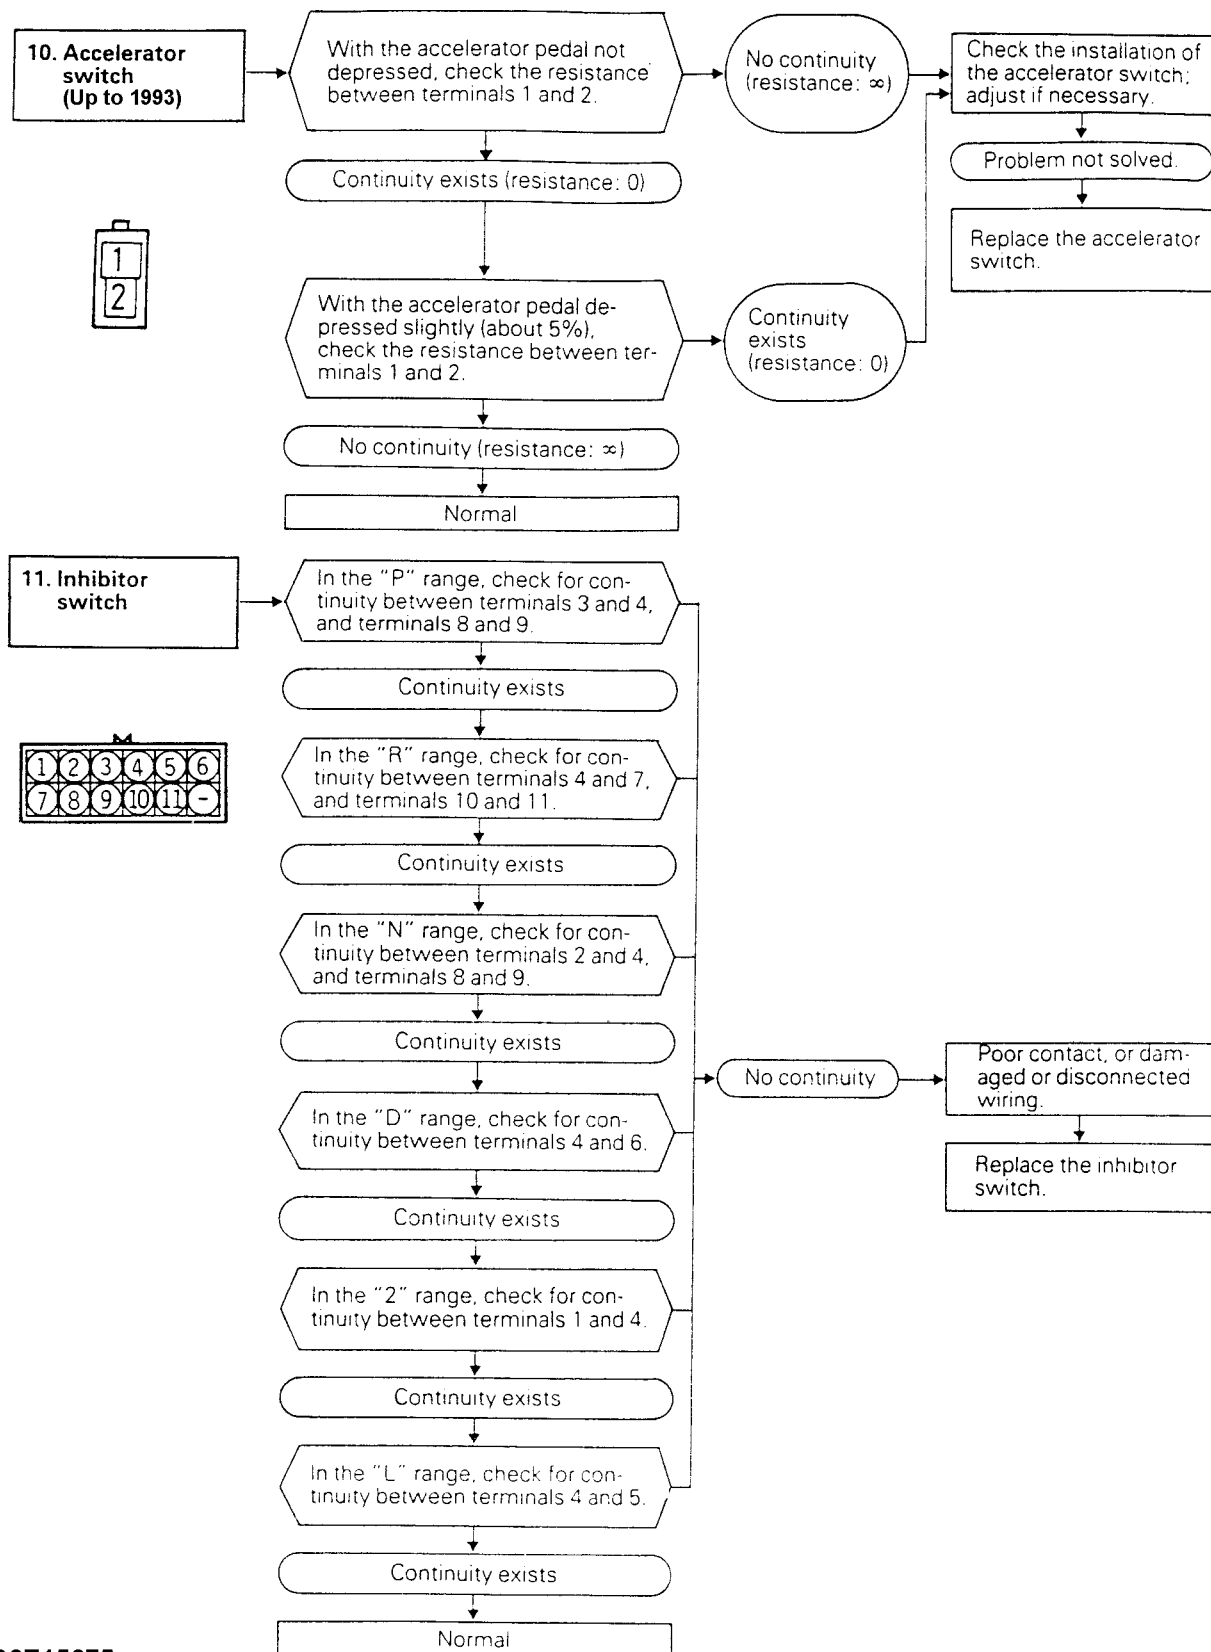 10. Accelerator
switch
(Up to 1993)
With the accelerator pedal not
depressed, check the resistance
between terminals 1 and 2.
No continuity
(resistance: ∞)
Check the installation of
the accelerator switch;
adjust if necessary.
Continuity exists (resistance: 0)
Problem not solved.
Replace the accelerator
switch.
1
2
With the accelerator pedal de-
pressed slightly (about 5%),
check the resistance between ter-
minals 1 and 2.
Continuity
exists
(resistance: 0)
No continuity (resistance: ∞)
Normal
11. Inhibitor
switch
In the "P" range, check for con-
tinuity between terminals 3 and 4,
and terminals 8 and 9.
Continuity exists
1 2 3 4 5 6
7 8 9 10 11 -
In the "R" range, check for con-
tinuity between terminals 4 and 7,
and terminals 10 and 11.
Continuity exists
In the "N" range, check for con-
tinuity between terminals 2 and 4,
and terminals 8 and 9.
Continuity exists
No continuity
Poor contact, or dam-
aged or disconnected
wiring.
Replace the inhibitor
switch.
In the "D" range, check for con-
tinuity between terminals 4 and 6.
Continuity exists
In the "2" range, check for con-
tinuity between terminals 1 and 4.
Continuity exists
In the "L" range, check for con-
tinuity between terminals 4 and 5.
Continuity exists
Normal